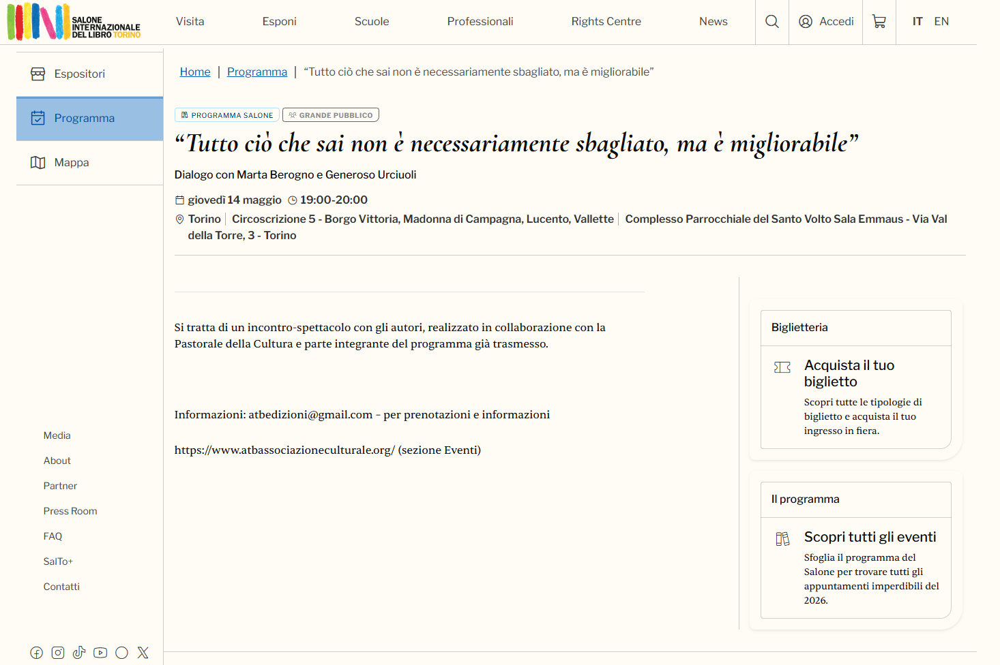 SALONE
INTERNAZIONALE
DEL LIBRO TORINO
Visita
Esponi
Scuole
Professionali
Rights Centre
News
Accedi
IT EN
Espositori
Programma
Mappa
Home | Programma | “Tutto ciò che sai non è necessariamente sbagliato, ma è migliorabile”
PROGRAMMA SALONE
GRANDE PUBBLICO
“Tutto ciò che sai non è necessariamente sbagliato, ma è migliorabile”
Dialogo con Marta Berogno e Generoso Urciuoli
giovedì 14 maggio 19:00-20:00
Torino | Circoscrizione 5 - Borgo Vittoria, Madonna di Campagna, Lucento, Vallette | Complesso Parrocchiale del Santo Volto Sala Emmaus - Via Val
della Torre, 3 - Torino
Si tratta di un incontro-spettacolo con gli autori, realizzato in collaborazione con la
Pastorale della Cultura e parte integrante del programma già trasmesso.
Informazioni: atbedizioni@gmail.com – per prenotazioni e informazioni
https://www.atbassociazioneculturale.org/ (sezione Eventi)
Biglietteria
Acquista il tuo
biglietto
Scopri tutte le tipologie di
biglietto e acquista il tuo
ingresso in fiera.
Il programma
Scopri tutti gli eventi
Sfoglia il programma del
Salone per trovare tutti gli
appuntamenti imperdibili del
2026.
Media
About
Partner
Press Room
FAQ
SalTo+
Contatti